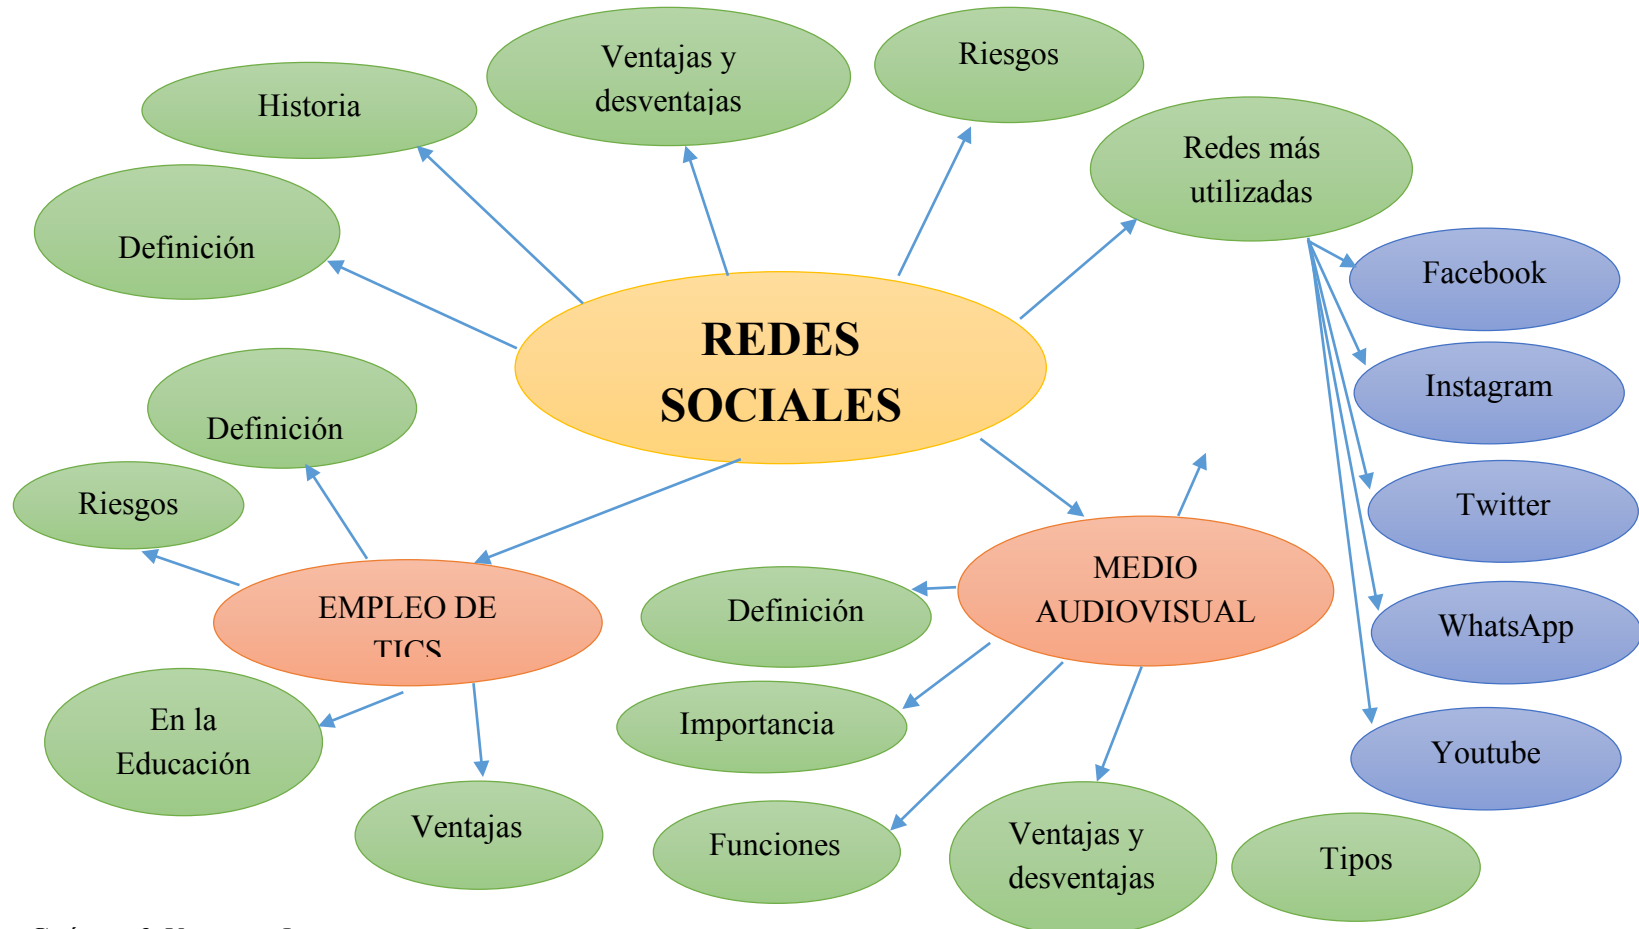 Ventajas y
desventajas
Riesgos
Historia
Redes más
utilizadas
Definición
Facebook
REDES
SOCIALES
Instagram
Definición
Riesgos
Twitter
MEDIO
AUDIOVISUAL
EMPLEO DE
TICS
Definición
WhatsApp
En la
Educación
Importancia
Youtube
Ventajas
Funciones
Ventajas y
desventajas
Tipos